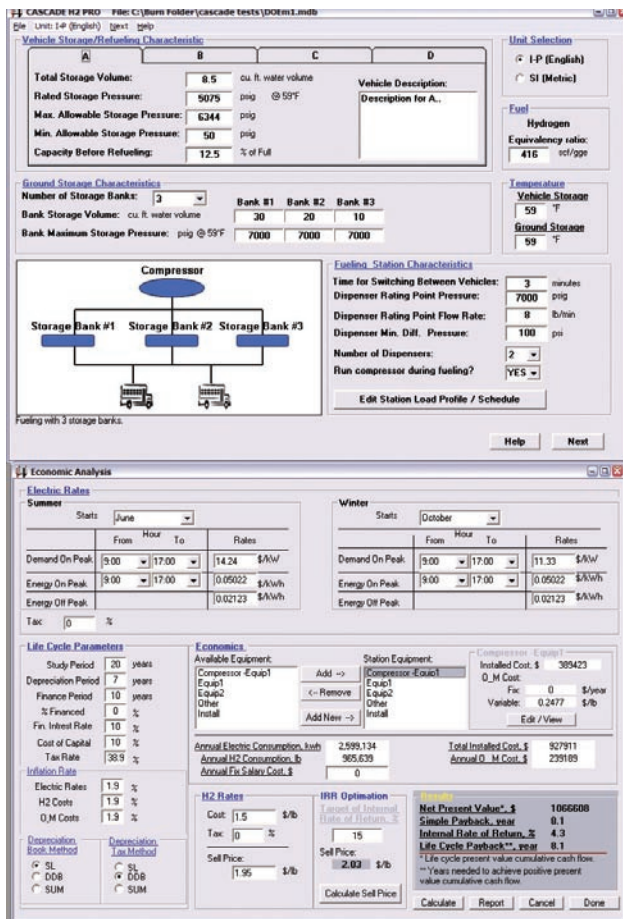 CASCADE H2 PRO File: C:\Burn Folder\cascade tests\DOEm1.mdb
File Unit: I-P (English) Next Help
Vehicle Storage/Refueling Characteristic
A B C D
Total Storage Volume: 8.5 cu. ft. water volume
Rated Storage Pressure: 5075 psig @ 59°F
Max. Allowable Storage Pressure: 6344 psig
Min. Allowable Storage Pressure: 50 psig
Capacity Before Refueling: 12.5 % of Full
Vehicle Description:
Description for A..
Unit Selection
I-P (English)
SI (Metric)
Fuel
Hydrogen
Equivalency ratio:
416 scf/gge
Ground Storage Characteristics
Number of Storage Banks: 3
Bank #1 Bank #2 Bank #3
Bank Storage Volume: cu. ft. water volume 30 20 10
Bank Maximum Storage Pressure: psig @ 59°F 7000 7000 7000
Temperature
Vehicle Storage
59 °F
Ground Storage
59 °F
Compressor
Storage Bank #1 Storage Bank #2 Storage Bank #3
Fueling with 3 storage banks.
Fueling Station Characteristics
Time for Switching Between Vehicles: 3 minutes
Dispenser Rating Point Pressure: 7000 psig
Dispenser Rating Point Flow Rate: 8 lb/min
Dispenser Min. Diff. Pressure: 100 psi
Number of Dispensers: 2
Run compressor during fueling? YES
Edit Station Load Profile / Schedule
Help Next
Economic Analysis
Electric Rates
Summer
Starts June
Hour
From To Rates
Demand On Peak 9:00 17:00 14.24 $/kW
Energy On Peak 9:00 17:00 0.05022 $/kWh
Energy Off Peak 0.02123 $/kWh
Tax: 0 %
Winter
Starts October
Hour
From To Rates
Demand On Peak 9:00 17:00 11.33 $/kW
Energy On Peak 9:00 17:00 0.05022 $/kWh
Energy Off Peak 0.02123 $/kWh
Life Cycle Parameters
Study Period 20 years
Depreciation Period 7 years
Finance Period 10 years
% Financed 0 %
Fin. Intrest Rate 10 %
Cost of Capital 10 %
Tax Rate 38.9 %
Inflation Rate
Electric Rates 1.9 %
H2 Costs 1.9 %
O,M Costs 1.9 %
Depreciation Book Method
SL
DDB
SUM
Depreciation Tax Method
SL
DDB
SUM
Economics
Available Equipment:
Compressor -Equip1
Equip1
Equip2
Other
Install
Add -->
<-- Remove
Add New -->
Station Equipment:
Compressor -Equip1
Equip1
Equip2
Other
Install
Compressor -Equip1
Installed Cost, $ 389423
O_M Cost:
Fix: 0 $/year
Variable: 0.2477 $/lb
Edit / View
Annual Electric Consumption, kwh 2,599,134
Annual H2 Consumption, lb 965,639
Annual Fix Salary Cost, $ 0
Total Installed Cost, $ 927911
Annual O_M Cost, $ 239189
H2 Rates
Cost: 1.5 $/lb
Tax: 0 %
Sell Price:
1.95 $/lb
IRR Optimation
Target of Internal Rate of Return, %
15
Sell Price:
2.03 $/lb
Calculate Sell Price
Results
Net Present Value*, $ 1066608
Simple Payback, year 8.1
Internal Rate of Return, % 4.3
Life Cycle Payback**, year 8.1
* Life cycle present value cumulative cash flow.
** Years needed to achieve positive present value cumulative cash flow.
Calculate Report Cancel Done